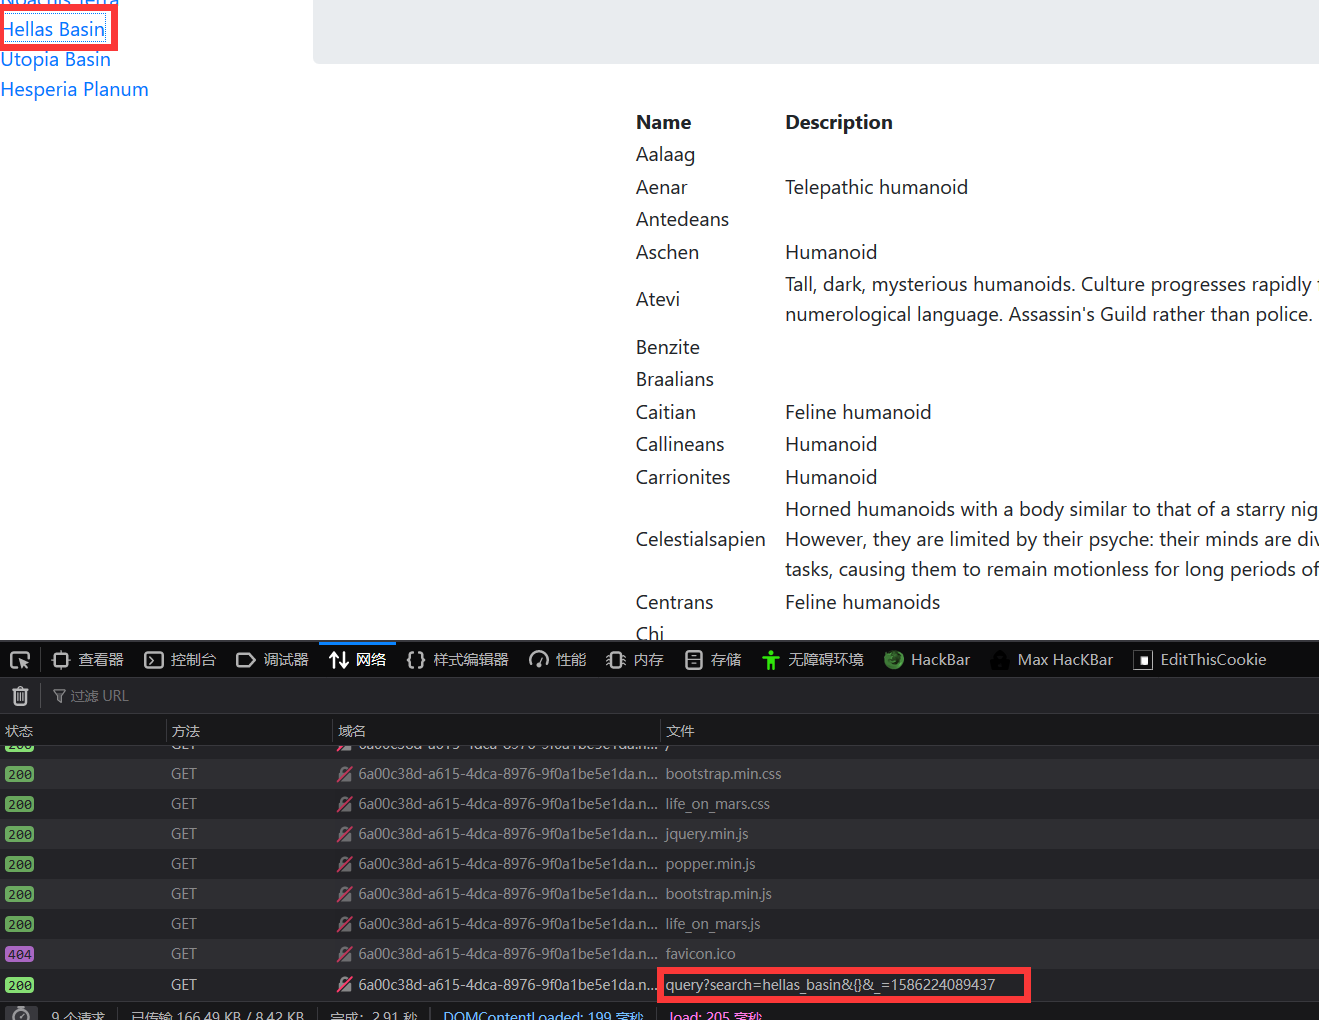 Noachis Terra
Hellas Basin
Utopia Basin
Hesperia Planum
Name Description
Aalaag
Aenar Telepathic humanoid
Antedeans
Aschen Humanoid
Atevi Tall, dark, mysterious humanoids. Culture progresses rapidly
numerological language. Assassin's Guild rather than police.
Benzite
Braalians
Caitian Feline humanoid
Callineans Humanoid
Carrionites Humanoid
Celestialsapien Horned humanoids with a body similar to that of a starry nig
However, they are limited by their psyche: their minds are div
tasks, causing them to remain motionless for long periods of
Centrans Feline humanoids
Chi
查看器 控制台 调试器 网络 {} 样式编辑器 性能 内存 存储 无障碍环境 HackBar Max HacKBar EditThisCookie
过滤 URL
状态 方法 域名 文件
200 GET 6a00c38d-a615-4dca-8976-9f0a1be5e1da.n... /
200 GET 6a00c38d-a615-4dca-8976-9f0a1be5e1da.n... bootstrap.min.css
200 GET 6a00c38d-a615-4dca-8976-9f0a1be5e1da.n... life_on_mars.css
200 GET 6a00c38d-a615-4dca-8976-9f0a1be5e1da.n... jquery.min.js
200 GET 6a00c38d-a615-4dca-8976-9f0a1be5e1da.n... popper.min.js
200 GET 6a00c38d-a615-4dca-8976-9f0a1be5e1da.n... bootstrap.min.js
200 GET 6a00c38d-a615-4dca-8976-9f0a1be5e1da.n... life_on_mars.js
404 GET 6a00c38d-a615-4dca-8976-9f0a1be5e1da.n... favicon.ico
200 GET 6a00c38d-a615-4dca-8976-9f0a1be5e1da.n... query?search=hellas_basin&{}&_=1586224089437
9 个请求 已传输 166.49 KB / 8.42 KB 完成: 2.91 秒 DOMContentLoaded: 199 毫秒 load: 205 毫秒